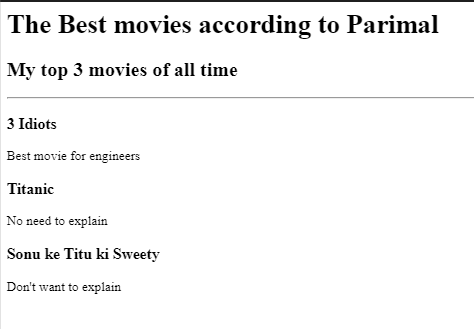 The Best movies according to Parimal
My top 3 movies of all time
3 Idiots
Best movie for engineers
Titanic
No need to explain
Sonu ke Titu ki Sweety
Don't want to explain